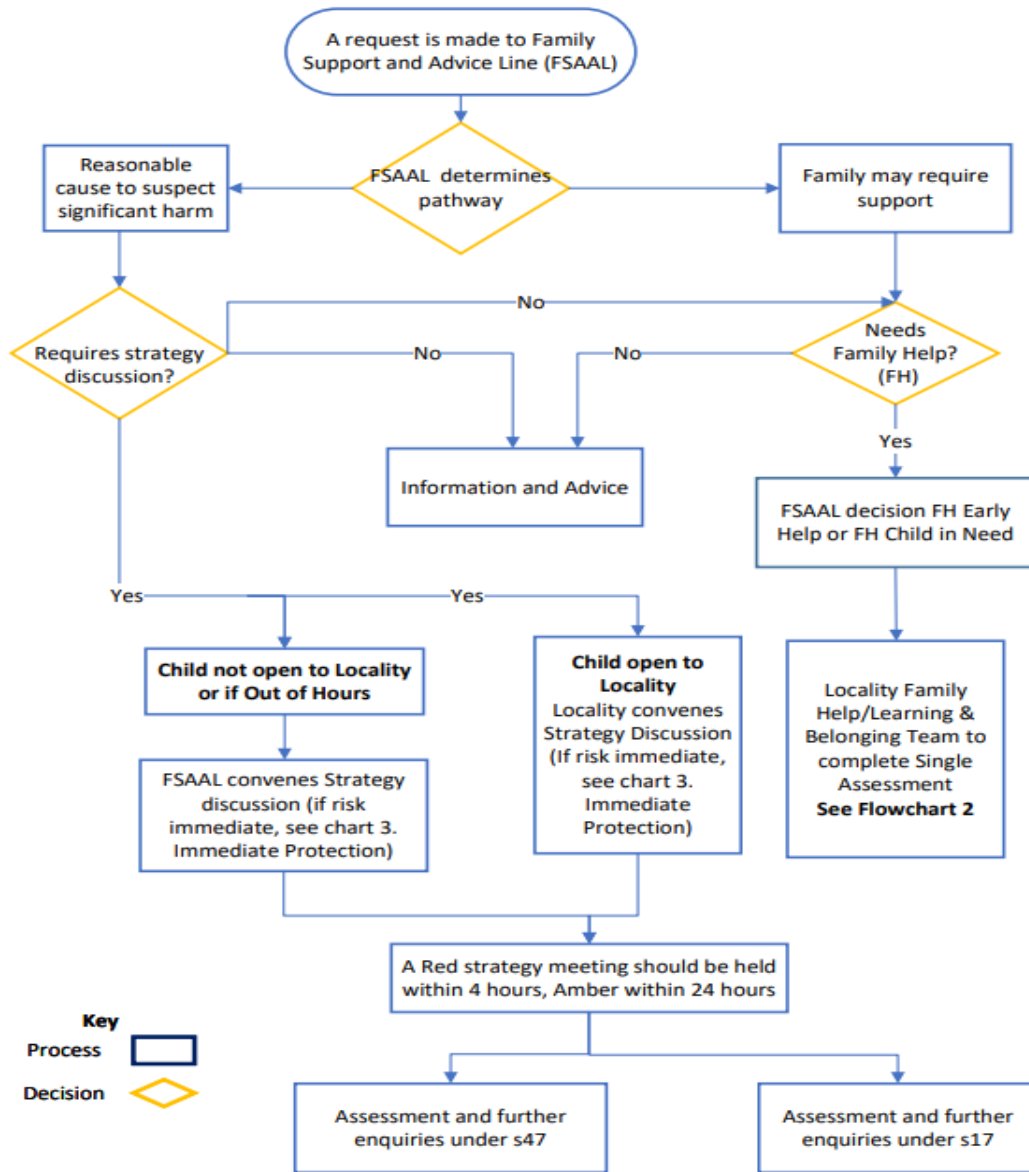 A request is made to Family
Support and Advice Line (FSAAL)
Reasonable
cause to suspect
significant harm
FSAAL determines
pathway
Family may require
support
No
Requires strategy
discussion?
No
No
Needs
Family Help?
(FH)
Yes
Information and Advice
FSAAL decision FH Early
Help or FH Child in Need
Yes
Yes
Child not open to Locality
or if Out of Hours
Child open to
Locality
Locality convenes
Strategy Discussion
(If risk immediate,
see chart 3.
Immediate
Protection)
Locality Family
Help/Learning &
Belonging Team to
complete Single
Assessment
See Flowchart 2
FSAAL convenes Strategy
discussion (if risk
immediate, see chart 3.
Immediate Protection)
A Red strategy meeting should be held
within 4 hours, Amber within 24 hours
Key
Process
Decision
Assessment and further
enquiries under s47
Assessment and further
enquiries under s17